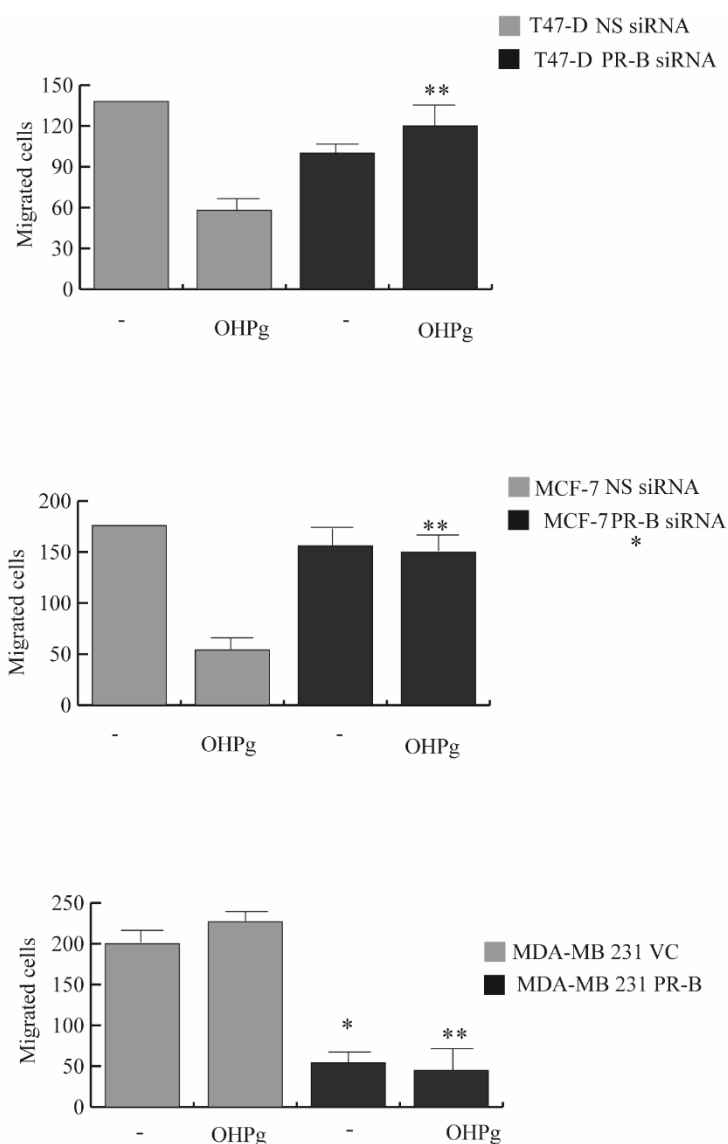 T47-D NS siRNA
T47-D PR-B siRNA
150
120
90
60
30
0
Migrated cells
**
-
OHPg
-
OHPg
MCF-7 NS siRNA
MCF-7 PR-B siRNA
*
200
150
100
50
0
Migrated cells
**
-
OHPg
-
OHPg
MDA-MB 231 VC
MDA-MB 231 PR-B
250
200
150
100
50
0
Migrated cells
*
**
-
OHPg
-
OHPg